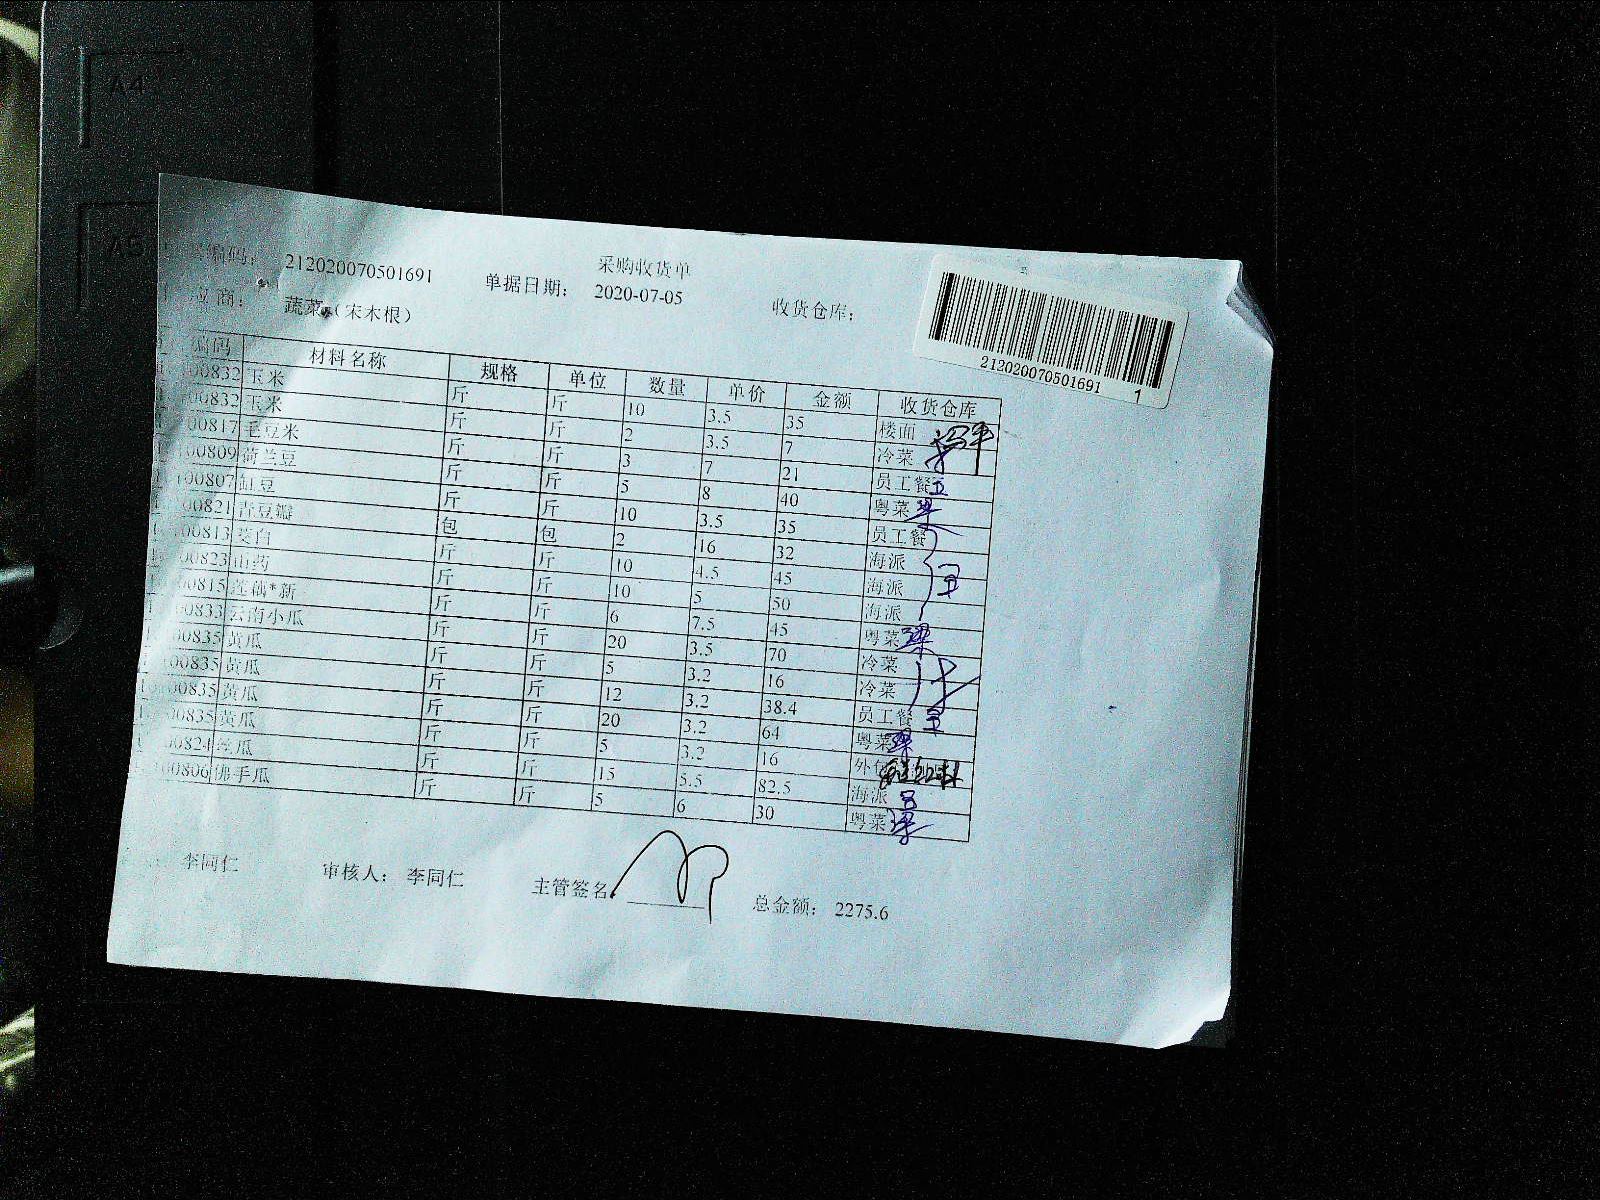 A4
A5
采购收货单
编码： 212020070501691 单据日期： 2020-07-05 收货仓库：
应商： 蔬菜（宋木根）
212020070501691 1
编码 材料名称 规格 单位 数量 单价 金额 收货仓库
00832 玉米 斤 斤 10 3.5 35 楼面
00832 玉米 斤 斤 2 3.5 7 冷菜
00817 毛豆米 斤 斤 3 7 21 员工餐
00809 荷兰豆 斤 斤 5 8 40 粤菜
00807 缸豆 斤 斤 10 3.5 35 员工餐
00821 青豆瓣 包 包 2 16 32 海派
00813 茭白 斤 斤 10 4.5 45 海派
00823 山药 斤 斤 10 5 50 海派
00815 莲藕*新 斤 斤 6 7.5 45 粤菜
00833 云南小瓜 斤 斤 20 3.5 70 冷菜
00835 黄瓜 斤 斤 5 3.2 16 冷菜
00835 黄瓜 斤 斤 12 3.2 38.4 员工餐
00835 黄瓜 斤 斤 20 3.2 64 粤菜
00835 黄瓜 斤 斤 5 3.2 16 外
00824 丝瓜 斤 斤 15 5.5 82.5 海派
00806 佛手瓜 斤 斤 5 6 30 粤菜
李同仁 审核人： 李同仁 主管签名 总金额： 2275.6